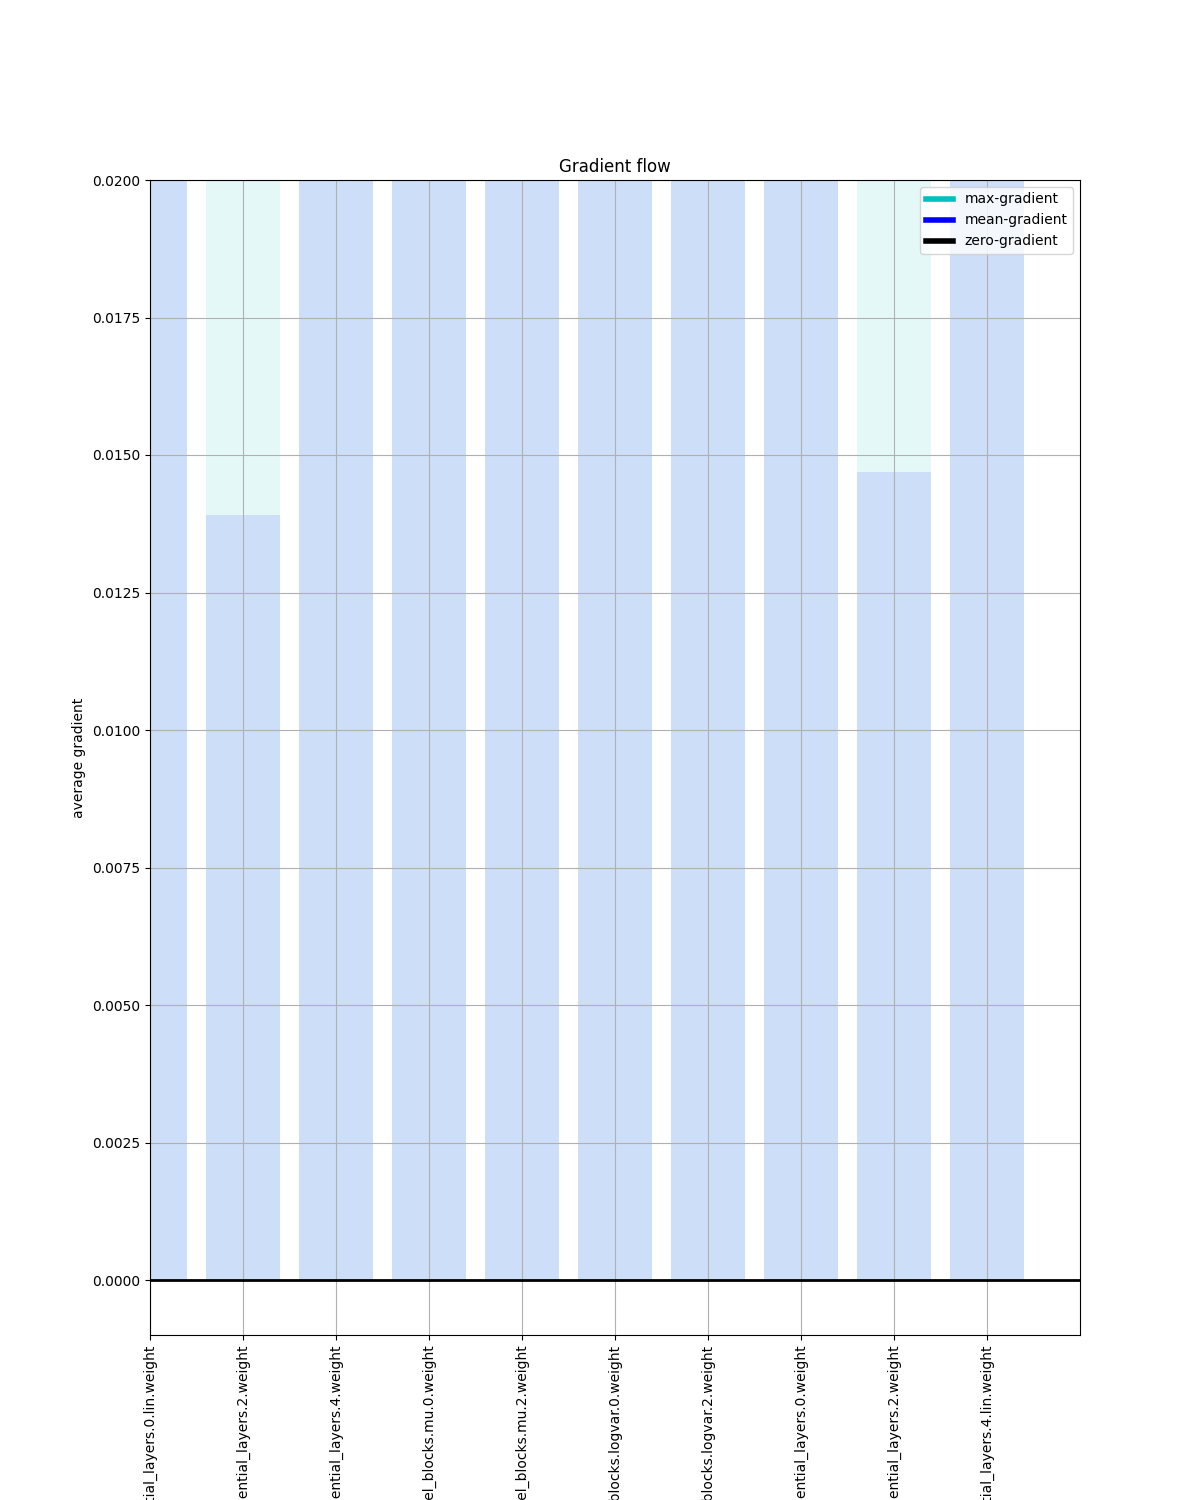 Gradient flow
max-gradient
mean-gradient
zero-gradient
0.0200
0.0175
0.0150
0.0125
0.0100
0.0075
0.0050
0.0025
0.0000
average gradient
tial_layers.0.lin.weight
ential_layers.2.weight
ential_layers.4.weight
el_blocks.mu.0.weight
el_blocks.mu.2.weight
blocks.logvar.0.weight
blocks.logvar.2.weight
ential_layers.0.weight
ential_layers.2.weight
tial_layers.4.lin.weight